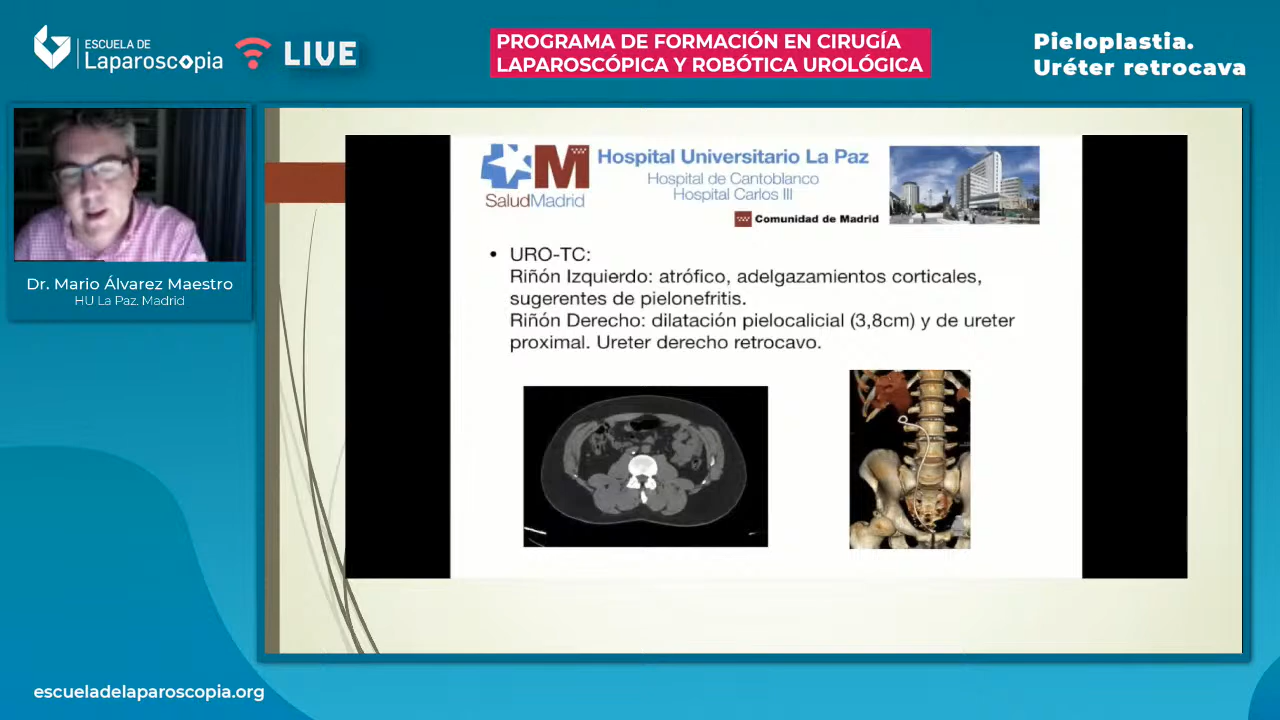 ESCUELA DE
Laparoscopia
LIVE
PROGRAMA DE FORMACIÓN EN CIRUGÍA
LAPAROSCÓPICA Y ROBÓTICA UROLÓGICA
Pieloplastia.
Uréter retrocava
Dr. Mario Álvarez Maestro
HU La Paz. Madrid
M
SaludMadrid
Hospital Universitario La Paz
Hospital de Cantoblanco
Hospital Carlos III
Comunidad de Madrid
• URO-TC:
Riñón Izquierdo: atrófico, adelgazamientos corticales,
sugerentes de pielonefritis.
Riñón Derecho: dilatación pielocalicial (3,8cm) y de ureter
proximal. Ureter derecho retrocavo.
escueladelaparoscopia.org